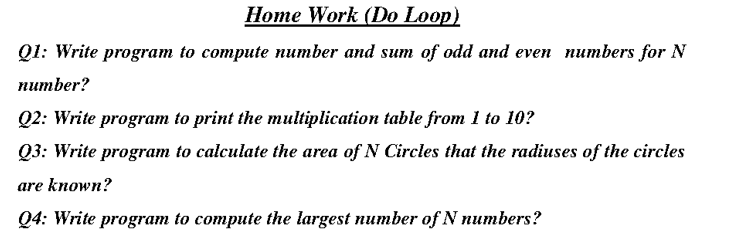 Home Work (Do Loop)
Q1: Write program to compute number and sum of odd and even numbers for N
number?
Q2: Write program to print the multiplication table from 1 to 10?
Q3: Write program to calculate the area of N Circles that the radiuses of the circles
are known?
Q4: Write program to compute the largest number of N numbers?